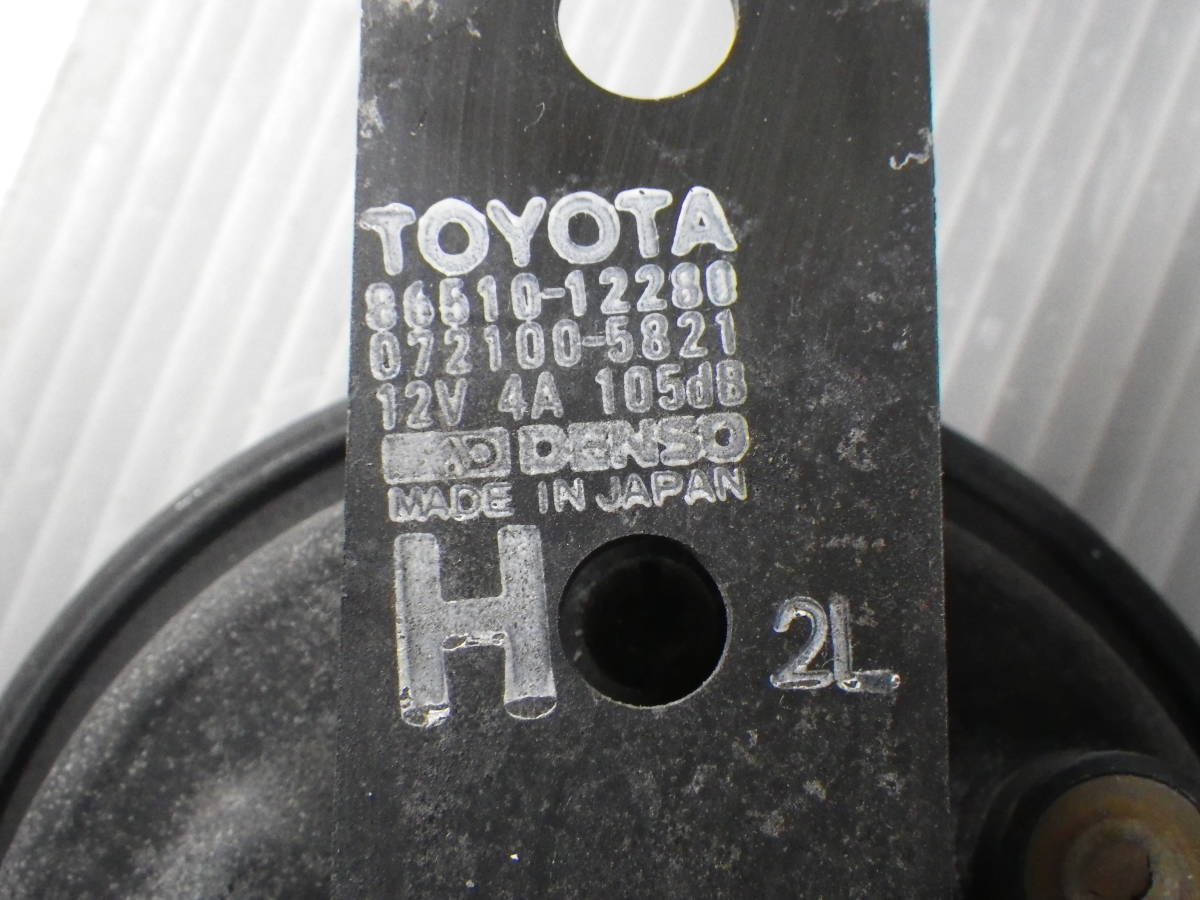 TOYOTA
86510-12280
072100-5821
12V 4A 105dB
DENSO
MADE IN JAPAN
H 2L